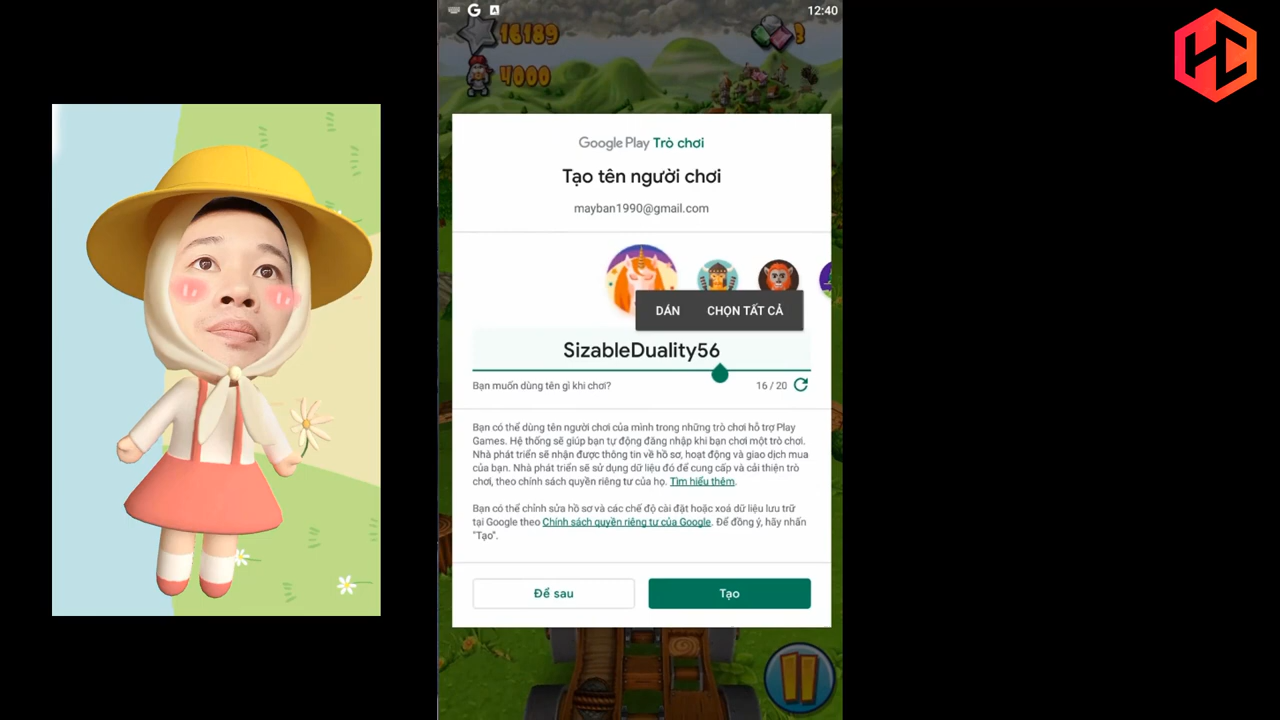 12:40
16189
3
4000
Google Play Trò chơi
Tạo tên người chơi
mayban1990@gmail.com
DÁN CHỌN TẤT CẢ
SizableDuality56
Bạn muốn dùng tên gì khi chơi? 16 / 20
Bạn có thể dùng tên người chơi của mình trong những trò chơi hỗ trợ Play
Games. Hệ thống sẽ giúp bạn tự động đăng nhập khi bạn chơi một trò chơi.
Nhà phát triển sẽ nhận được thông tin về hồ sơ, hoạt động và giao dịch mua
của bạn. Nhà phát triển sẽ sử dụng dữ liệu đó để cung cấp và cải thiện trò
chơi, theo chính sách quyền riêng tư của họ. Tìm hiểu thêm.
Bạn có thể chỉnh sửa hồ sơ và các chế độ cài đặt hoặc xoá dữ liệu lưu trữ
tại Google theo Chính sách quyền riêng tư của Google. Để đồng ý, hãy nhấn
"Tạo".
Để sau Tạo